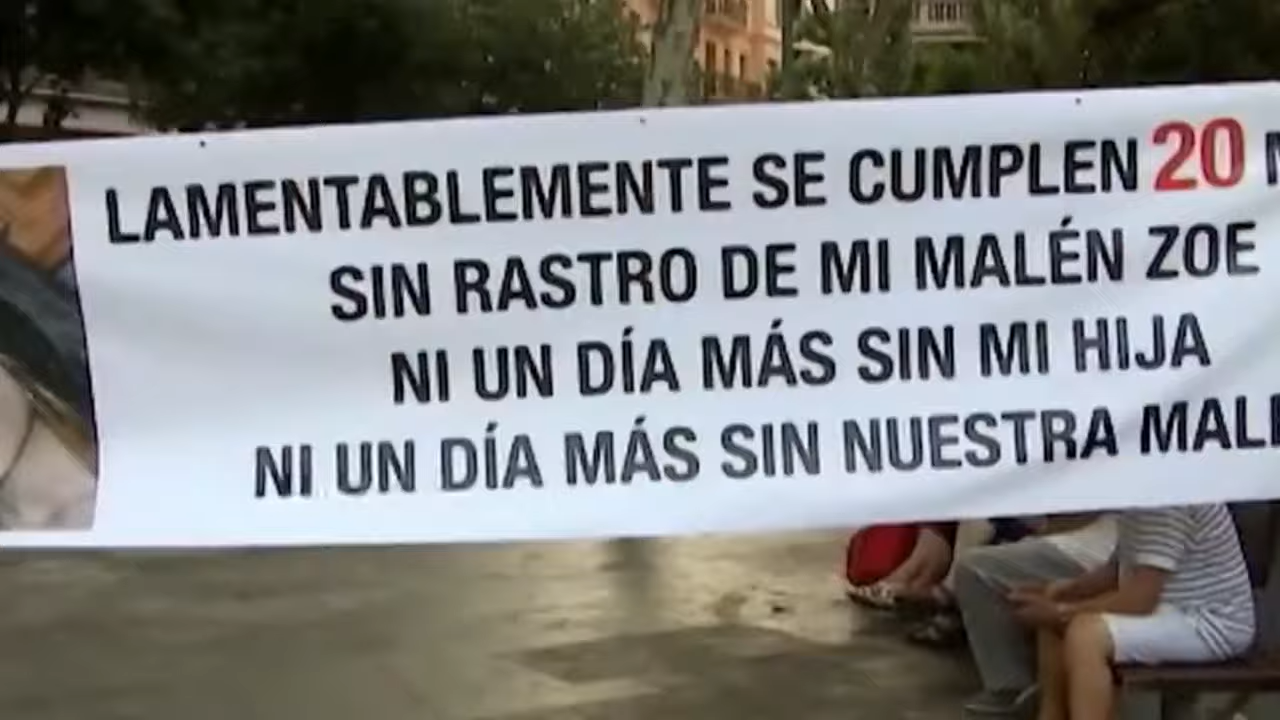 LAMENTABLEMENTE SE CUMPLEN 20
SIN RASTRO DE MI MALÉN ZOE
NI UN DÍA MÁS SIN MI HIJA
NI UN DÍA MÁS SIN NUESTRA